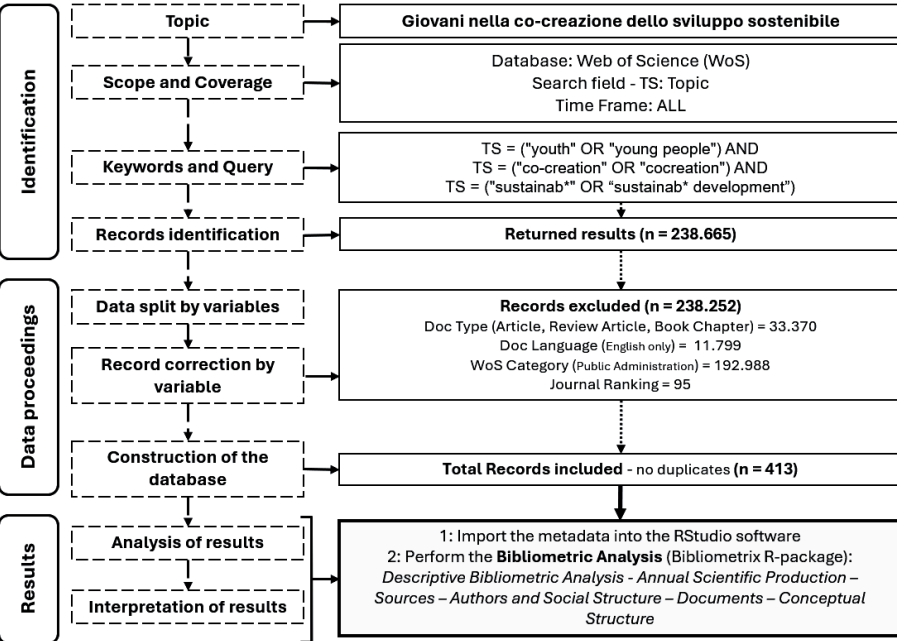 Identification
Topic
Giovani nella co-creazione dello sviluppo sostenibile
Scope and Coverage
Database: Web of Science (WoS)
Search field - TS: Topic
Time Frame: ALL
Keywords and Query
TS = ("youth" OR "young people") AND
TS = ("co-creation" OR "cocreation") AND
TS = ("sustainab*" OR “sustainab* development”)
Records identification
Returned results (n = 238.665)
Data proceedings
Data split by variables
Record correction by
variable
Records excluded (n = 238.252)
Doc Type (Article, Review Article, Book Chapter) = 33.370
Doc Language (English only) = 11.799
WoS Category (Public Administration) = 192.988
Journal Ranking = 95
Construction of the
database
Total Records included - no duplicates (n = 413)
Results
Analysis of results
Interpretation of results
1: Import the metadata into the RStudio software
2: Perform the Bibliometric Analysis (Bibliometrix R-package):
Descriptive Bibliometric Analysis - Annual Scientific Production –
Sources – Authors and Social Structure – Documents – Conceptual
Structure